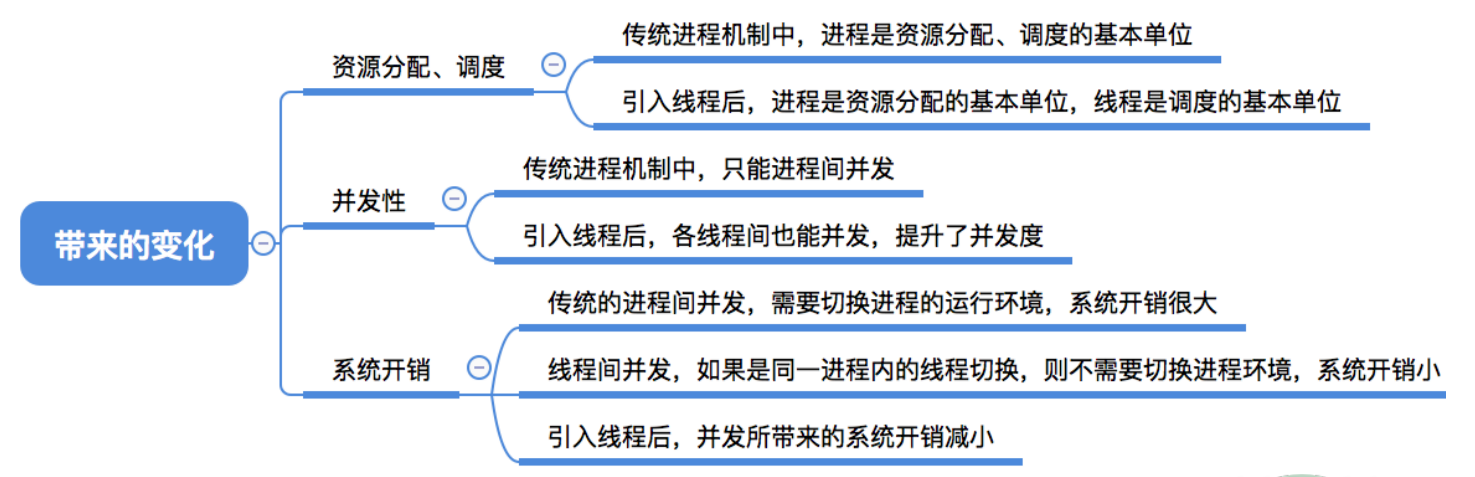 带来的变化
资源分配、调度
传统进程机制中，进程是资源分配、调度的基本单位
引入线程后，进程是资源分配的基本单位，线程是调度的基本单位
并发性
传统进程机制中，只能进程间并发
引入线程后，各线程间也能并发，提升了并发度
系统开销
传统的进程间并发，需要切换进程的运行环境，系统开销很大
线程间并发，如果是同一进程内的线程切换，则不需要切换进程环境，系统开销小
引入线程后，并发所带来的系统开销减小